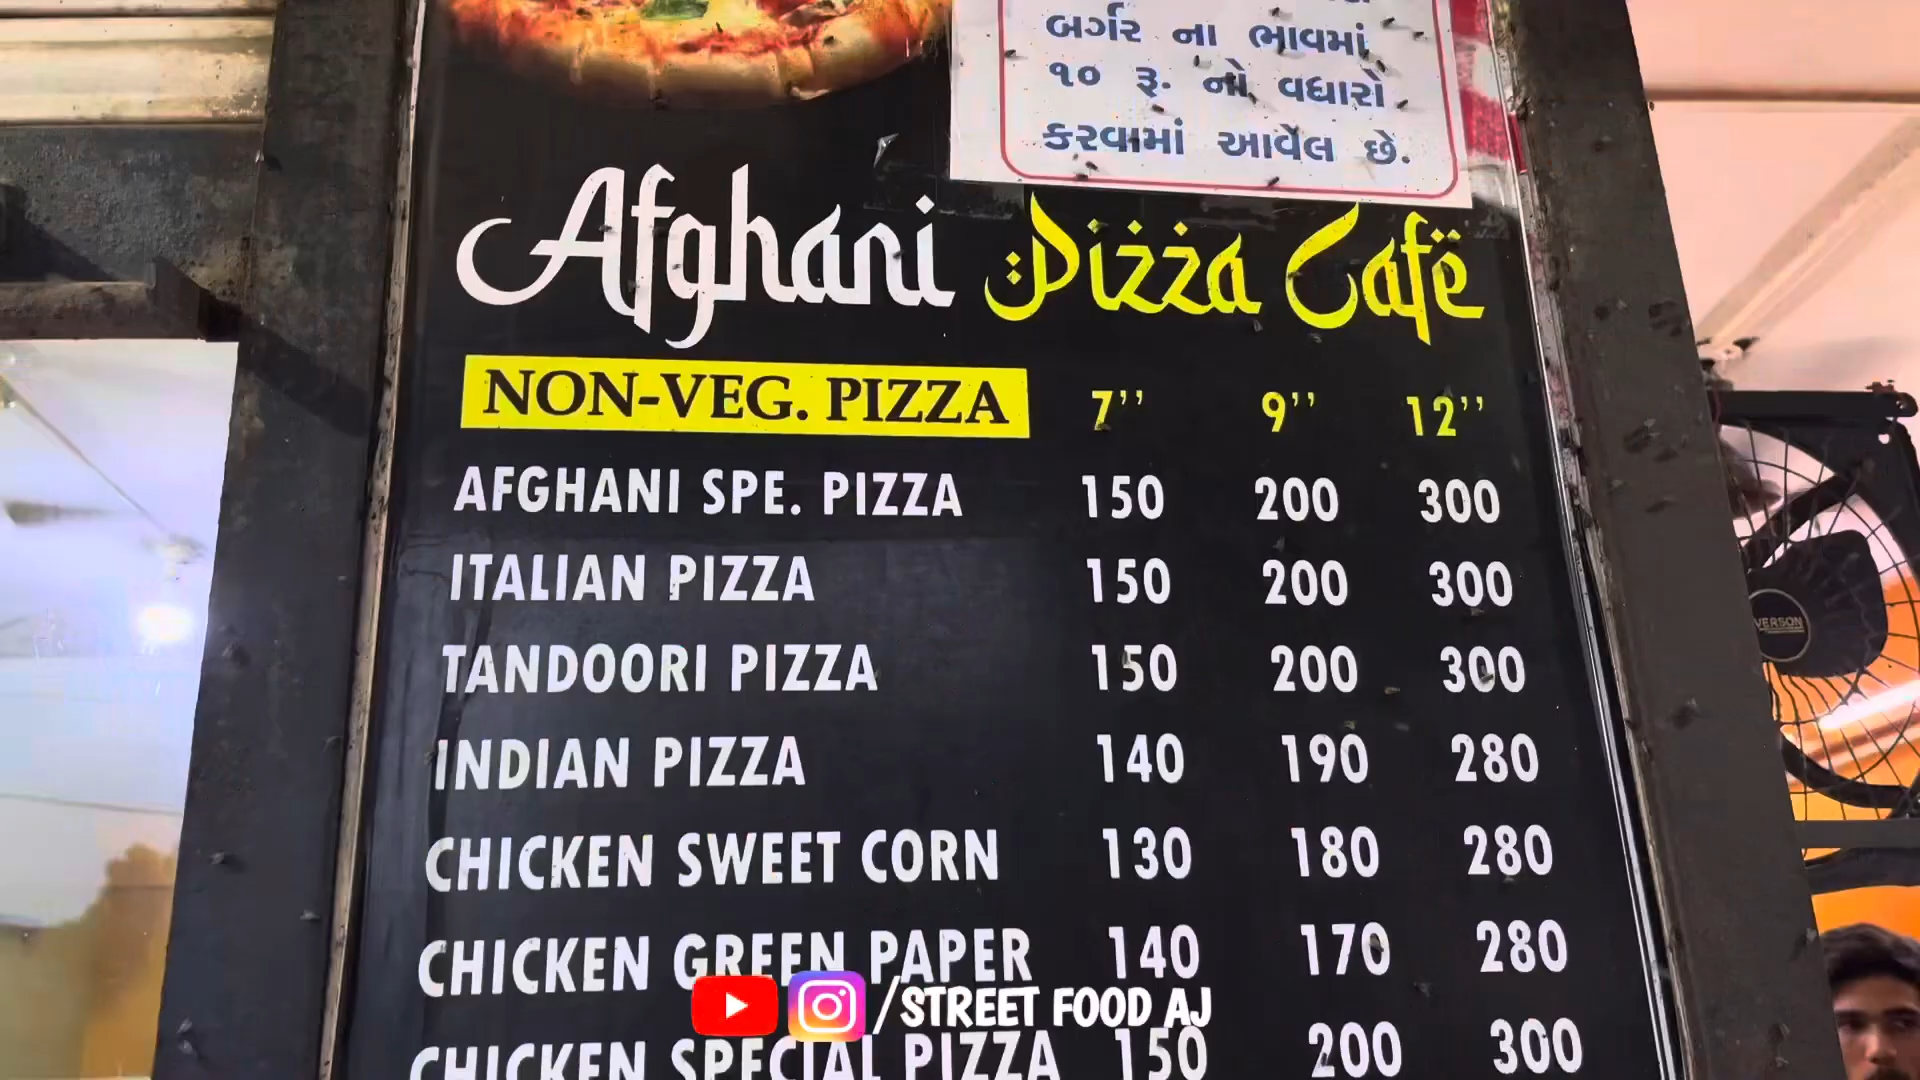 બર્ગર ના ભાવમાં
૧૦ રૂ. નો વધારો
કરવામાં આવેલ છે.
Afghani Pizza Cafe
NON-VEG. PIZZA 7’’ 9’’ 12’’
AFGHANI SPE. PIZZA 150 200 300
ITALIAN PIZZA 150 200 300
TANDOORI PIZZA 150 200 300
INDIAN PIZZA 140 190 280
CHICKEN SWEET CORN 130 180 280
CHICKEN GREEN PAPER 140 170 280
/STREET FOOD AJ
CHICKEN SPECIAL PIZZA 150 200 300
VERSON